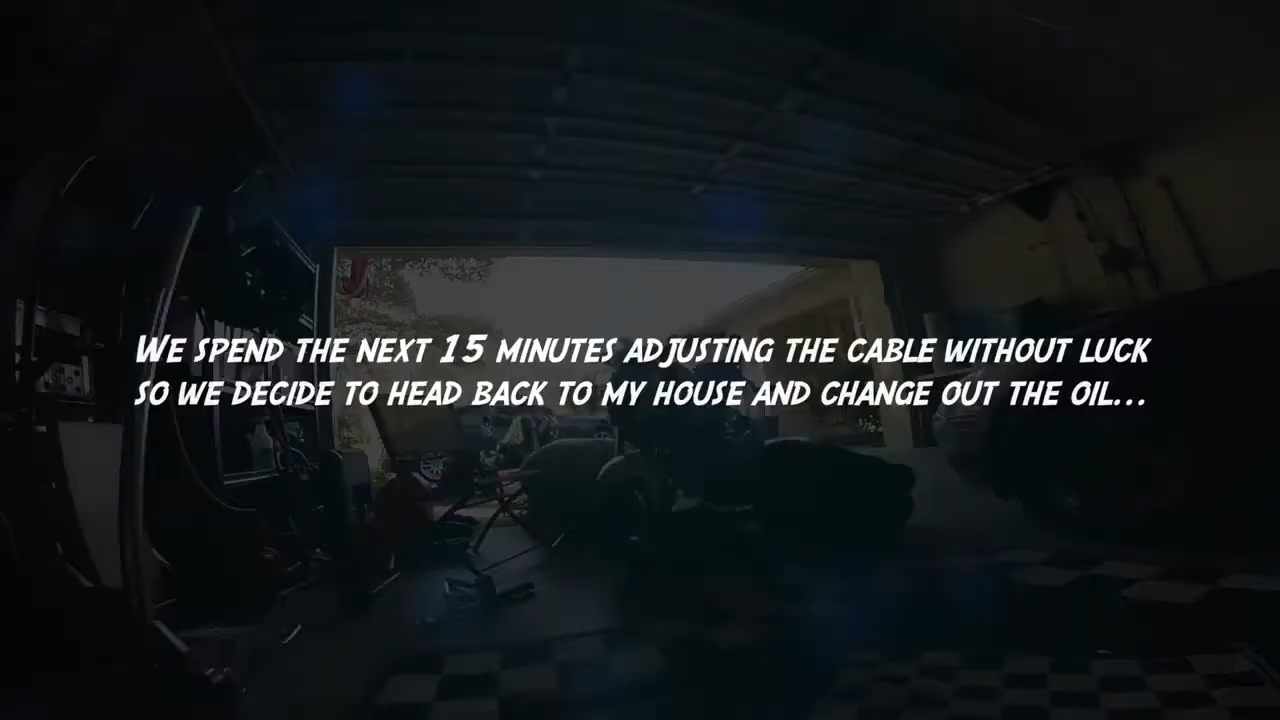 We spend the next 15 minutes adjusting the cable without luck
so we decide to head back to my house and change out the oil...